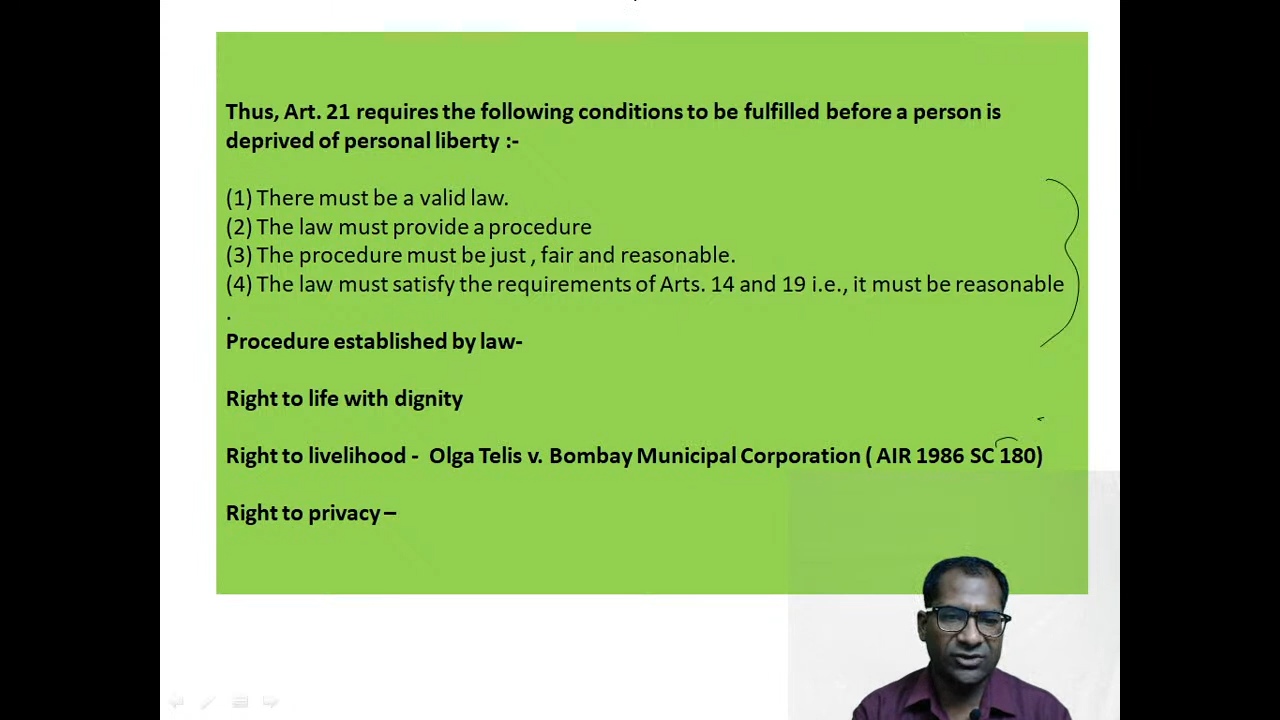 Thus, Art. 21 requires the following conditions to be fulfilled before a person is
deprived of personal liberty :-
(1) There must be a valid law.
(2) The law must provide a procedure
(3) The procedure must be just , fair and reasonable.
(4) The law must satisfy the requirements of Arts. 14 and 19 i.e., it must be reasonable
.
Procedure established by law-
Right to life with dignity
Right to livelihood - Olga Telis v. Bombay Municipal Corporation ( AIR 1986 SC 180)
Right to privacy –